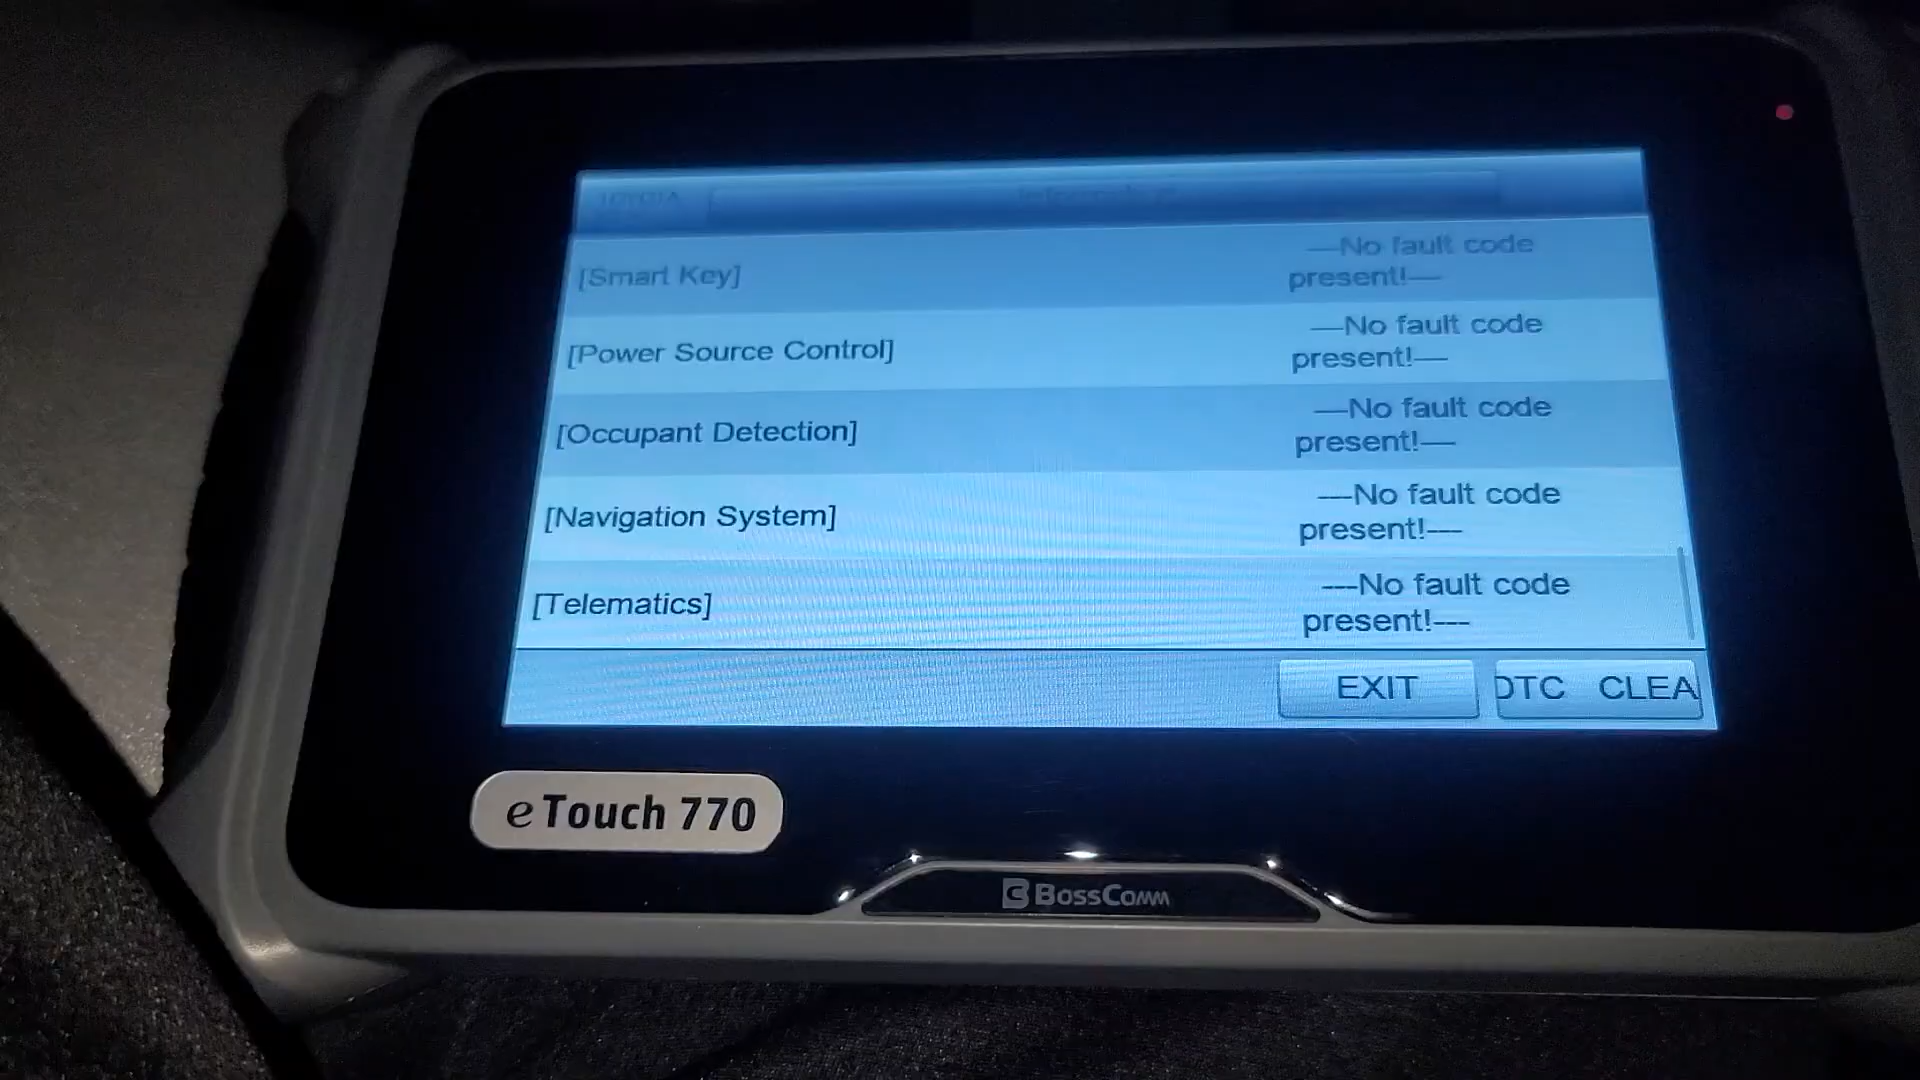 TOYOTA
[Smart Key] ---No fault code
present!---
[Power Source Control] ---No fault code
present!---
[Occupant Detection] ---No fault code
present!---
[Navigation System] ---No fault code
present!---
[Telematics] ---No fault code
present!---
EXIT DTC CLEA
eTouch 770
BossComm